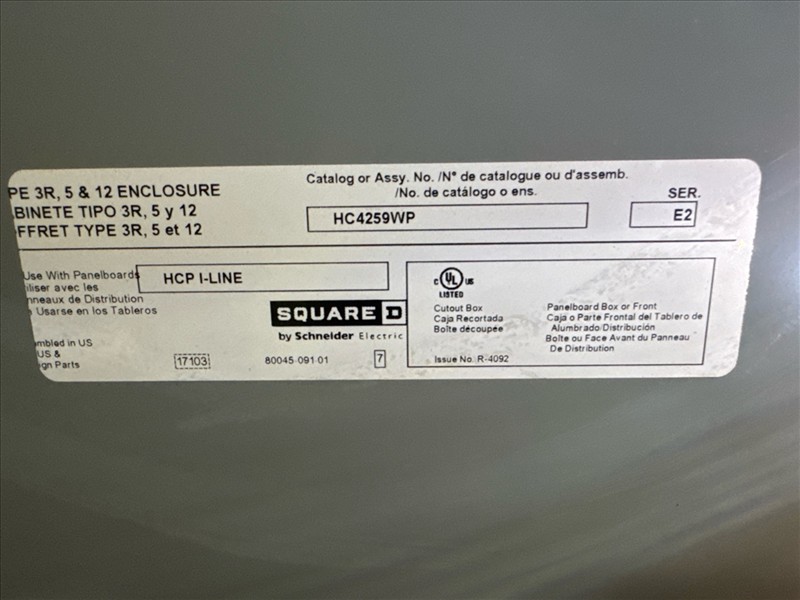 PE 3R, 5 & 12 ENCLOSURE
BINETE TIPO 3R, 5 y 12
FFRET TYPE 3R, 5 et 12
Catalog or Assy. No. /N° de catalogue ou d'assemb.
/No. de catálogo o ens.
HC4259WP
SER.
E2
Use With Panelboards
iliser avec les
nneaux de Distribution
Usarse en los Tableros
HCP I-LINE
SQUARE D
by Schneider Electric
mbled in US
US &
gn Parts
17103
80045-091-01
7
C UL US
LISTED
Cutout Box
Caja Recortada
Boîte découpée
Panelboard Box or Front
Caja o Parte Frontal del Tablero de
Alumbrado/Distribución
Boîte ou Face Avant du Panneau
De Distribution
Issue No. R-4092